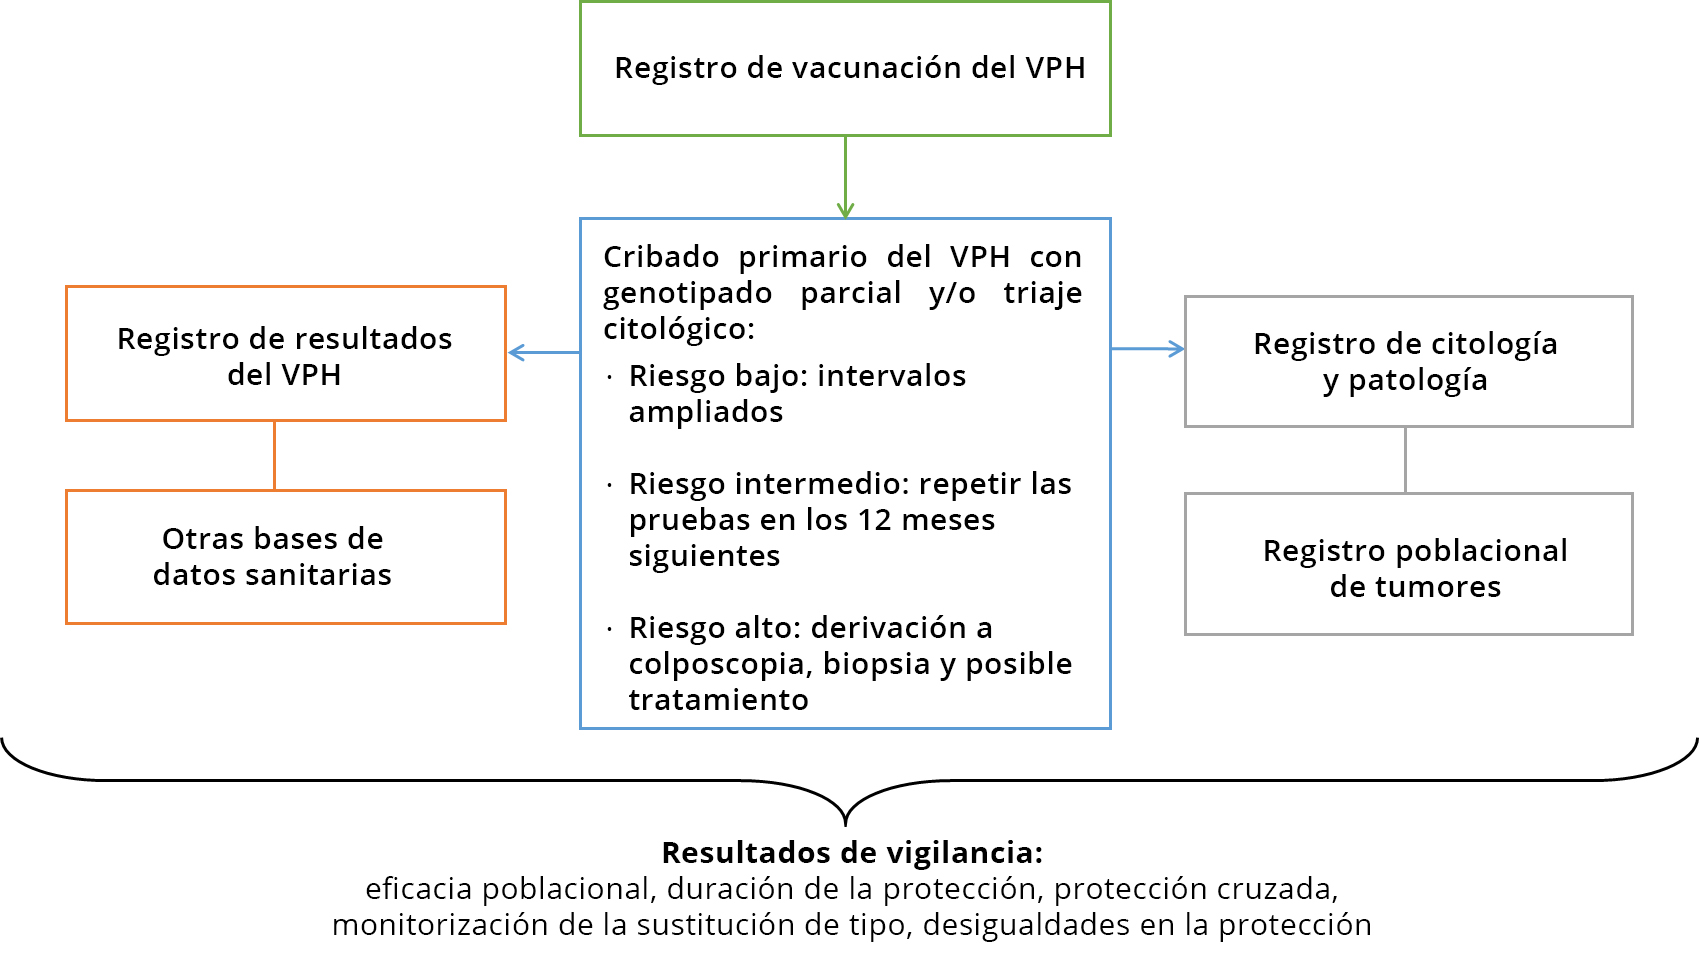 Registro de vacunación del VPH
Cribado primario del VPH con
genotipado parcial y/o triaje
citológico:
· Riesgo bajo: intervalos
ampliados
· Riesgo intermedio: repetir las
pruebas en los 12 meses
siguientes
· Riesgo alto: derivación a
colposcopia, biopsia y posible
tratamiento
Registro de resultados
del VPH
Otras bases de
datos sanitarias
Registro de citología
y patología
Registro poblacional
de tumores
Resultados de vigilancia:
eficacia poblacional, duración de la protección, protección cruzada,
monitorización de la sustitución de tipo, desigualdades en la protección